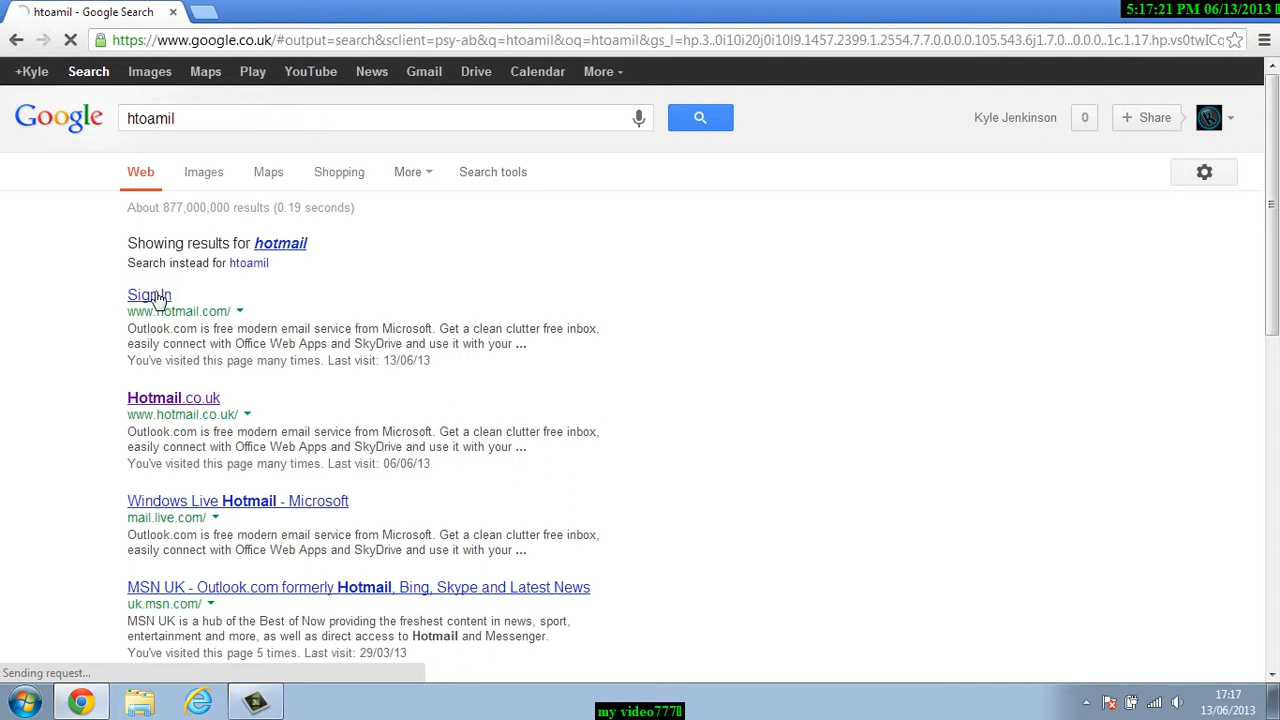 htoamil - Google Search
5:17:21 PM 06/13/2013
https://www.google.co.uk/#output=search&sclient=psy-ab&q=htoamil&oq=htoamil&gs_l=hp.3..0i10i20j0i10l9.1457.2399.1.2554.7.7.0.0.0.0.105.543.6j1.7.0...0.0...1c.1.17.hp.vs0twICq
+Kyle Search Images Maps Play YouTube News Gmail Drive Calendar More
Google htoamil Kyle Jenkinson 0 + Share
Web Images Maps Shopping More Search tools
About 877,000,000 results (0.19 seconds)
Showing results for hotmail
Search instead for htoamil
Sign In
www.hotmail.com/
Outlook.com is free modern email service from Microsoft. Get a clean clutter free inbox,
easily connect with Office Web Apps and SkyDrive and use it with your ...
You've visited this page many times. Last visit: 13/06/13
Hotmail.co.uk
www.hotmail.co.uk/
Outlook.com is free modern email service from Microsoft. Get a clean clutter free inbox,
easily connect with Office Web Apps and SkyDrive and use it with your ...
You've visited this page many times. Last visit: 06/06/13
Windows Live Hotmail - Microsoft
mail.live.com/
Outlook.com is free modern email service from Microsoft. Get a clean clutter free inbox,
easily connect with Office Web Apps and SkyDrive and use it with your ...
MSN UK - Outlook.com formerly Hotmail, Bing, Skype and Latest News
uk.msn.com/
MSN UK is a hub of the Best of Now providing the freshest content in news, sport,
entertainment and more, as well as direct access to Hotmail and Messenger.
You've visited this page 5 times. Last visit: 29/03/13
Sending request...
17:17
13/06/2013
my video777